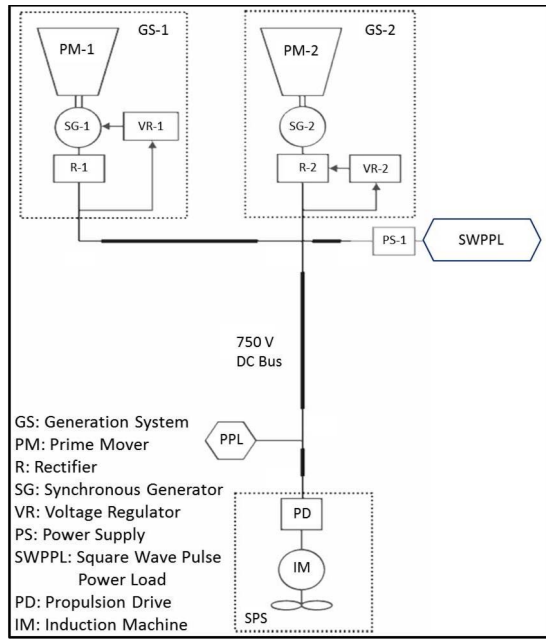 GS-1
GS-2
PM-1
PM-2
SG-1
VR-1
SG-2
R-1
R-2
VR-2
PS-1
SWPPL
750 V
DC Bus
PPL
GS: Generation System
PM: Prime Mover
R: Rectifier
SG: Synchronous Generator
VR: Voltage Regulator
PS: Power Supply
SWPPL: Square Wave Pulse
Power Load
PD: Propulsion Drive
IM: Induction Machine
PD
IM
SPS